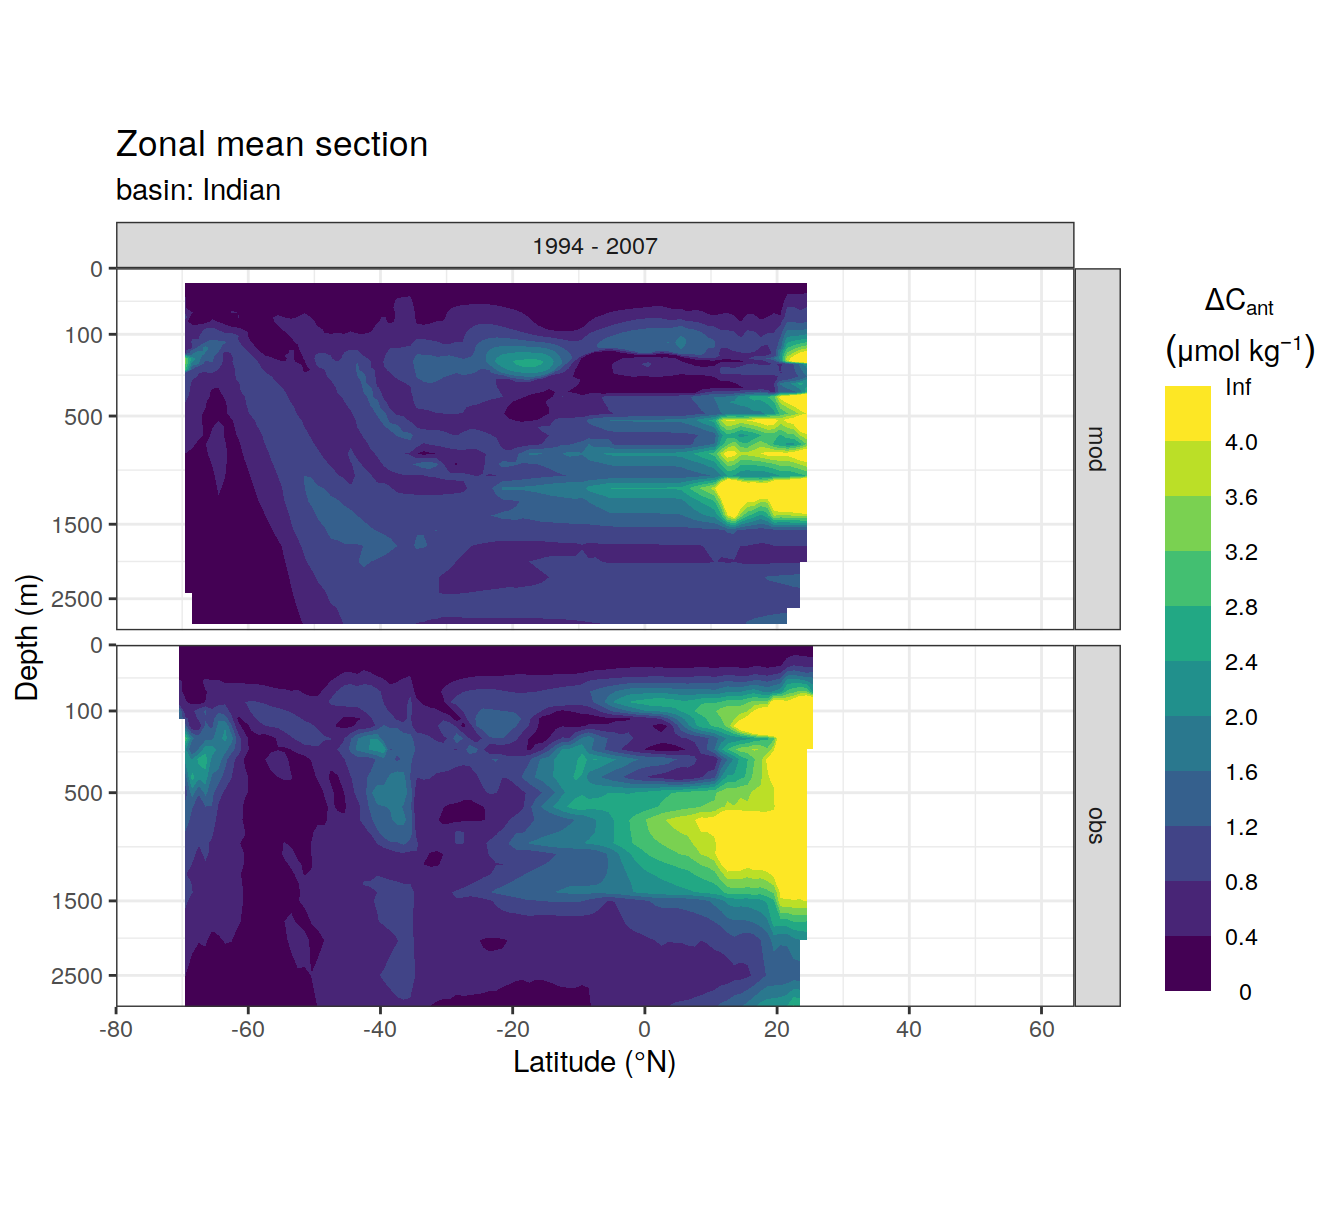 Zonal mean section
basin: Indian
1994 - 2007
0
100
500
1500
2500
mod
0
100
500
1500
2500
obs
Depth (m)
-80 -60 -40 -20 0 20 40 60
Latitude (°N)
ΔCant
(μmol kg⁻¹)
Inf
4.0
3.6
3.2
2.8
2.4
2.0
1.6
1.2
0.8
0.4
0